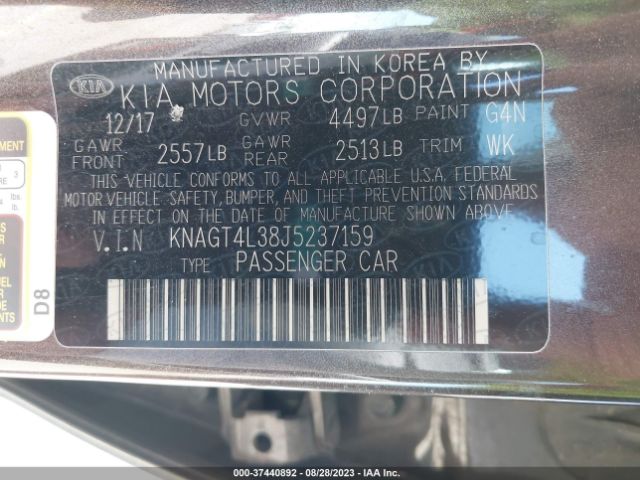 MANUFACTURED IN KOREA BY
KIA KIA MOTORS CORPORATION
12/17 GVWR 4497LB PAINT G4N
GAWR FRONT 2557LB GAWR REAR 2513LB TRIM WK
THIS VEHICLE CONFORMS TO ALL APPLICABLE U.S.A. FEDERAL
MOTOR VEHICLE SAFETY, BUMPER, AND THEFT PREVENTION STANDARDS
IN EFFECT ON THE DATE OF MANUFACTURE SHOWN ABOVE
V.I.N KNAGT4L38J5237159
TYPE PASSENGER CAR
D8
000-37440892 - 08/28/2023 - IAA Inc.